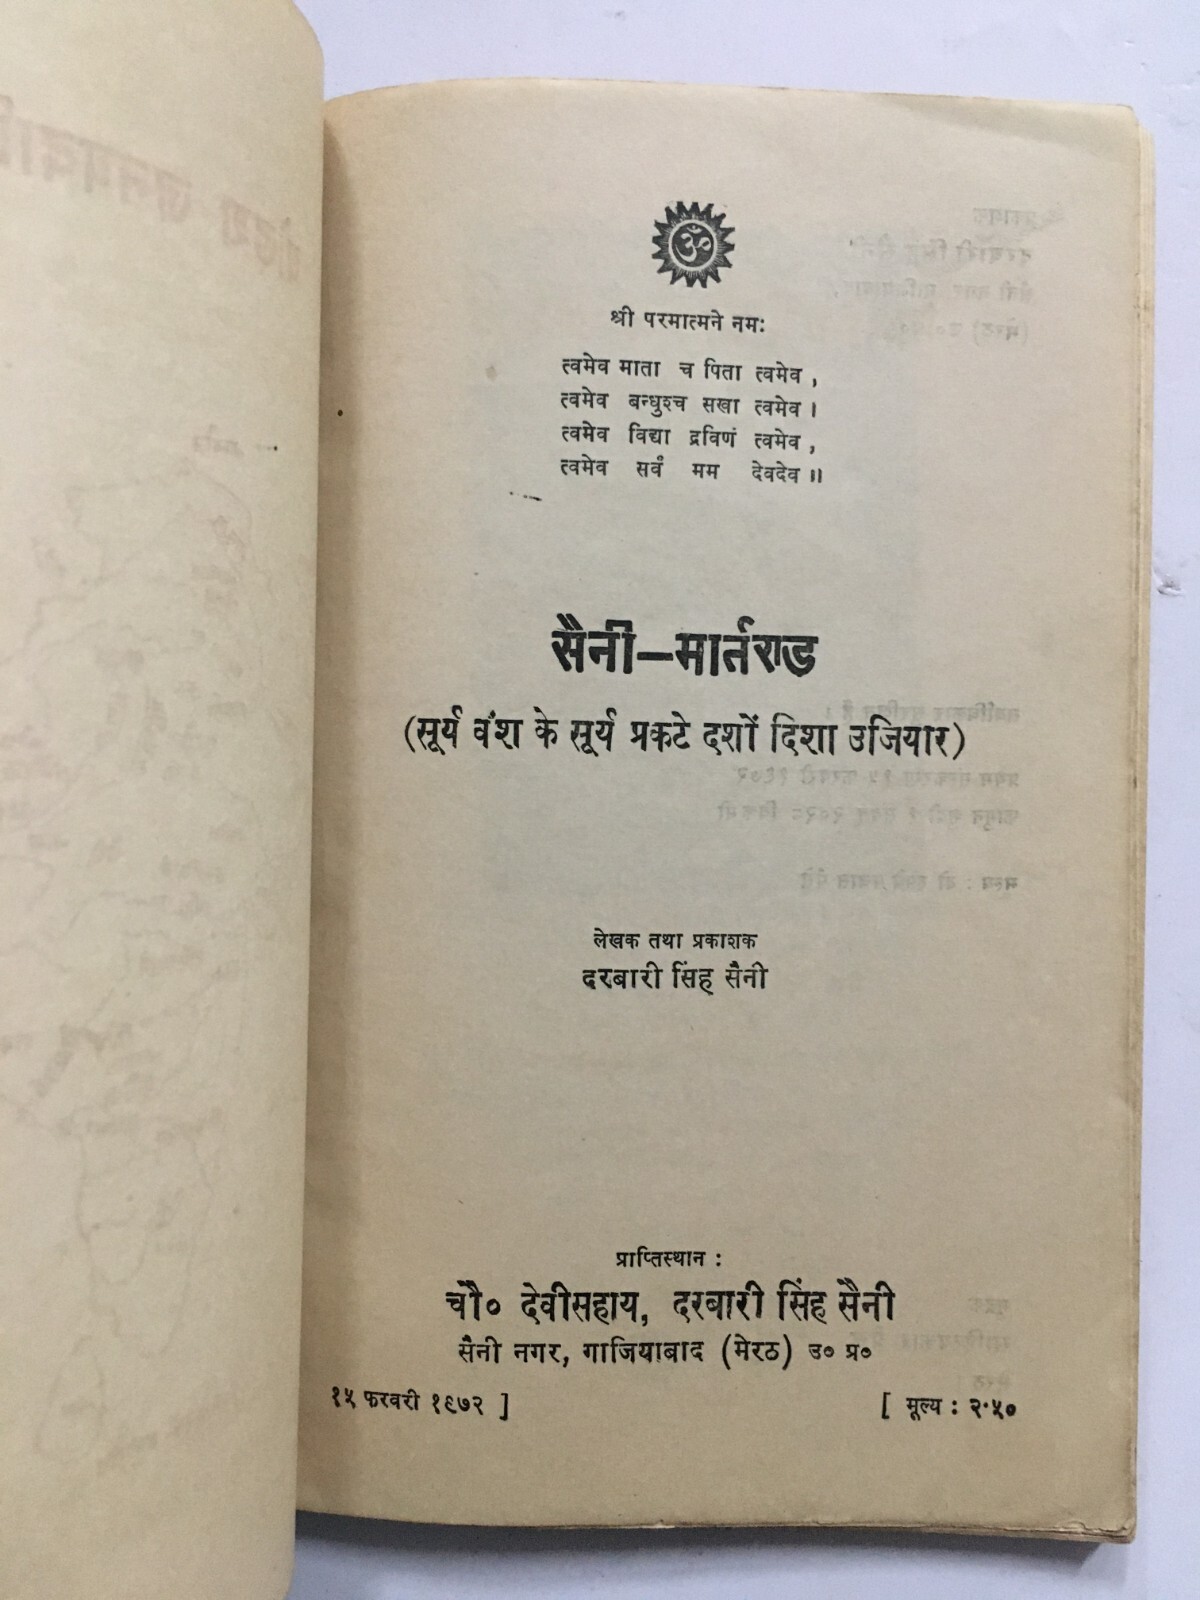 ॐ
श्री परमात्मने नमः
त्वमेव माता च पिता त्वमेव,
त्वमेव बन्धुश्च सखा त्वमेव।
त्वमेव विद्या द्रविणं त्वमेव,
त्वमेव सर्वं मम देवदेव॥
सैनी—मार्तण्ड
(सूर्य वंश के सूर्य प्रकटे दशों दिशा उजियार)
लेखक तथा प्रकाशक
दरबारी सिंह सैनी
प्राप्तिस्थान :
चौ० देवीसहाय, दरबारी सिंह सैनी
सैनी नगर, गाजियाबाद (मेरठ) उ० प्र०
१५ फरवरी १९७२ ]
[ मूल्य : २·५०